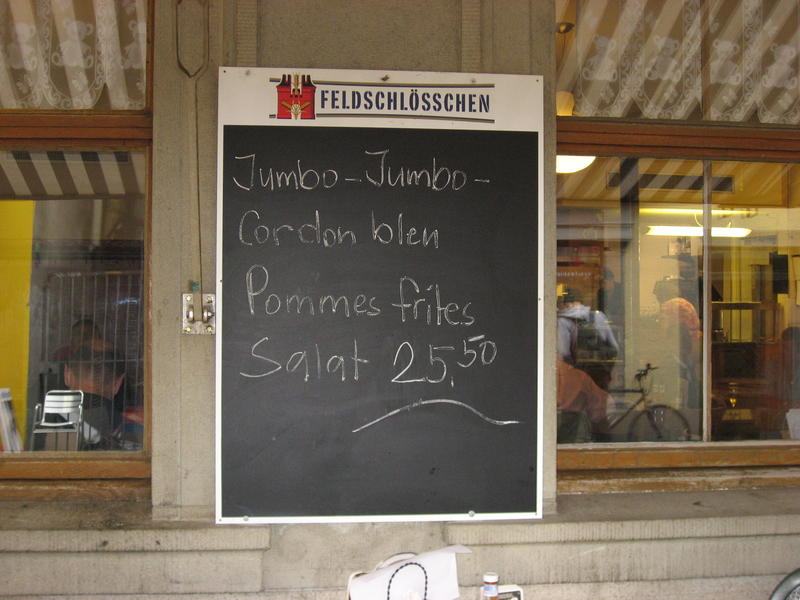 FELDSCHLÖSSCHEN
Jumbo-Jumbo-
Cordon bleu
Pommes frites
Salat 25.50